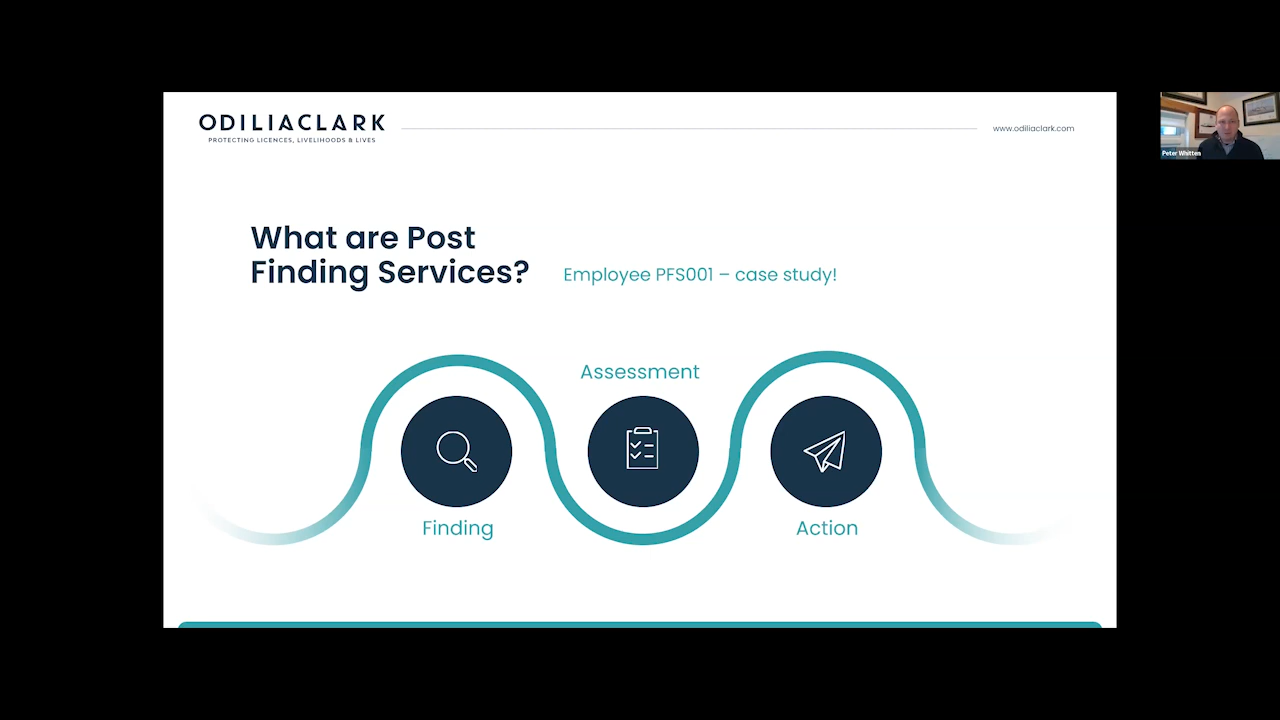 ODILIACLARK
PROTECTING LICENCES, LIVELIHOODS & LIVES
www.odiliaclark.com
Peter Whitten
What are Post
Finding Services?
Employee PFS001 – case study!
Assessment
Finding
Action